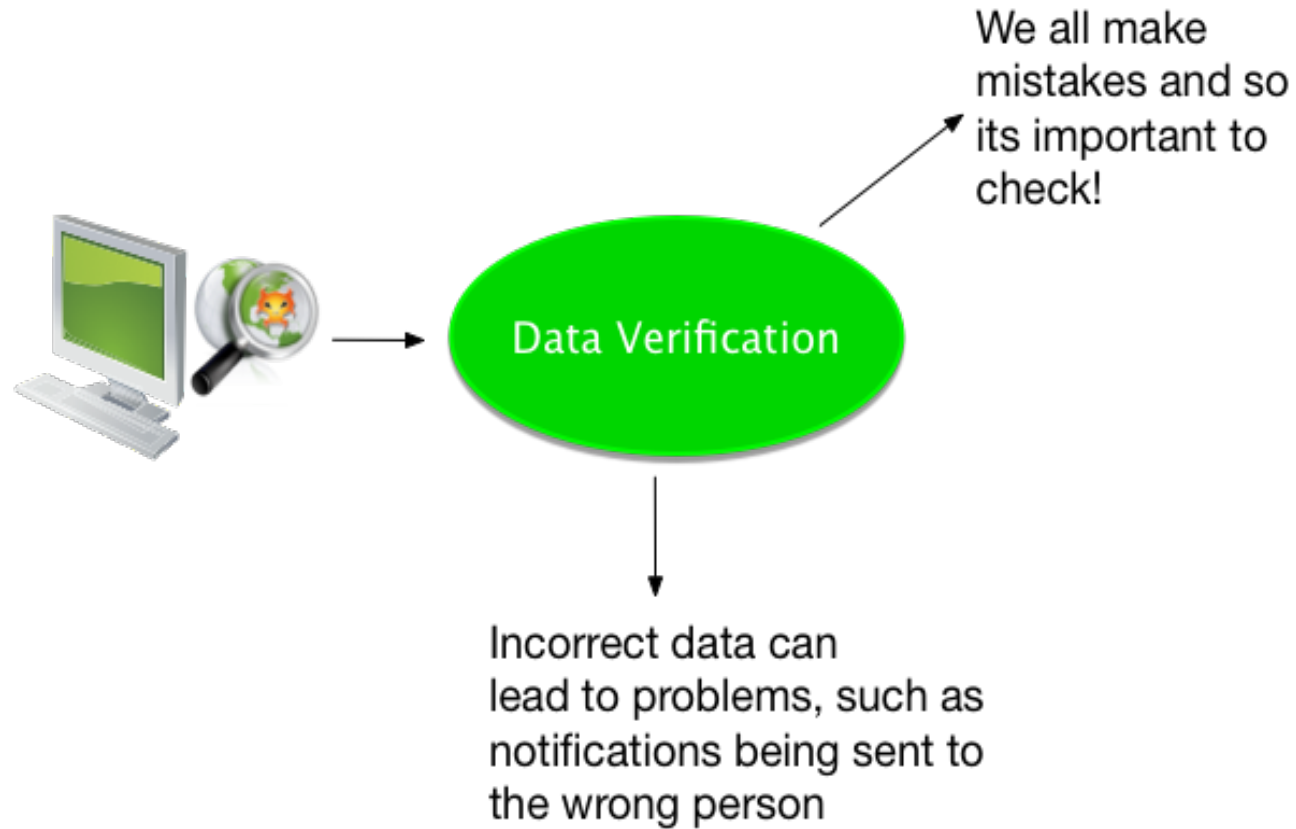 We all make
mistakes and so
its important to
check!
Data Verification
Incorrect data can
lead to problems, such as
notifications being sent to
the wrong person